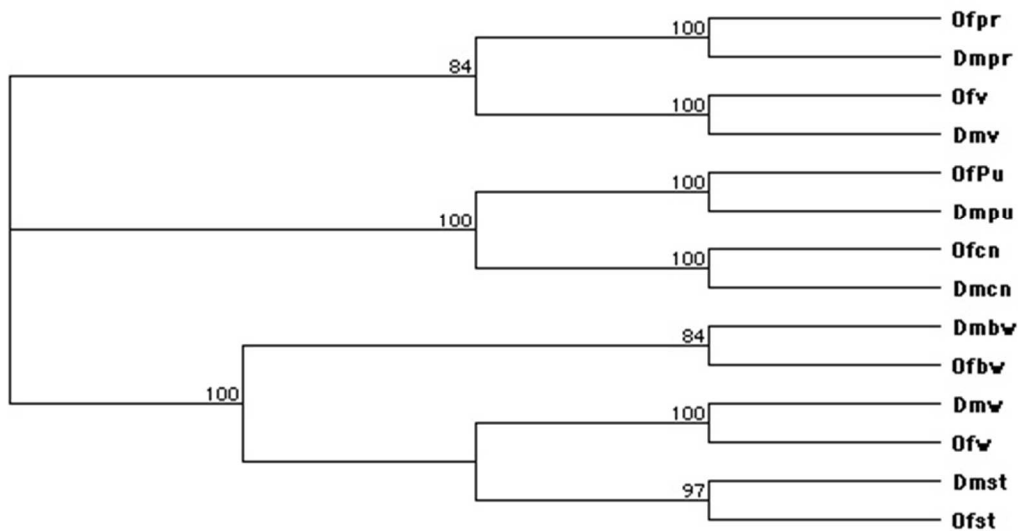 Ofpr
100
Dmpr
84
Ofv
100
Dmv
OfPu
100
Dmpu
100
Ofcn
100
Dmcn
Dmbw
84
Ofbw
100
Dmw
100
Ofw
Dmst
97
Ofst